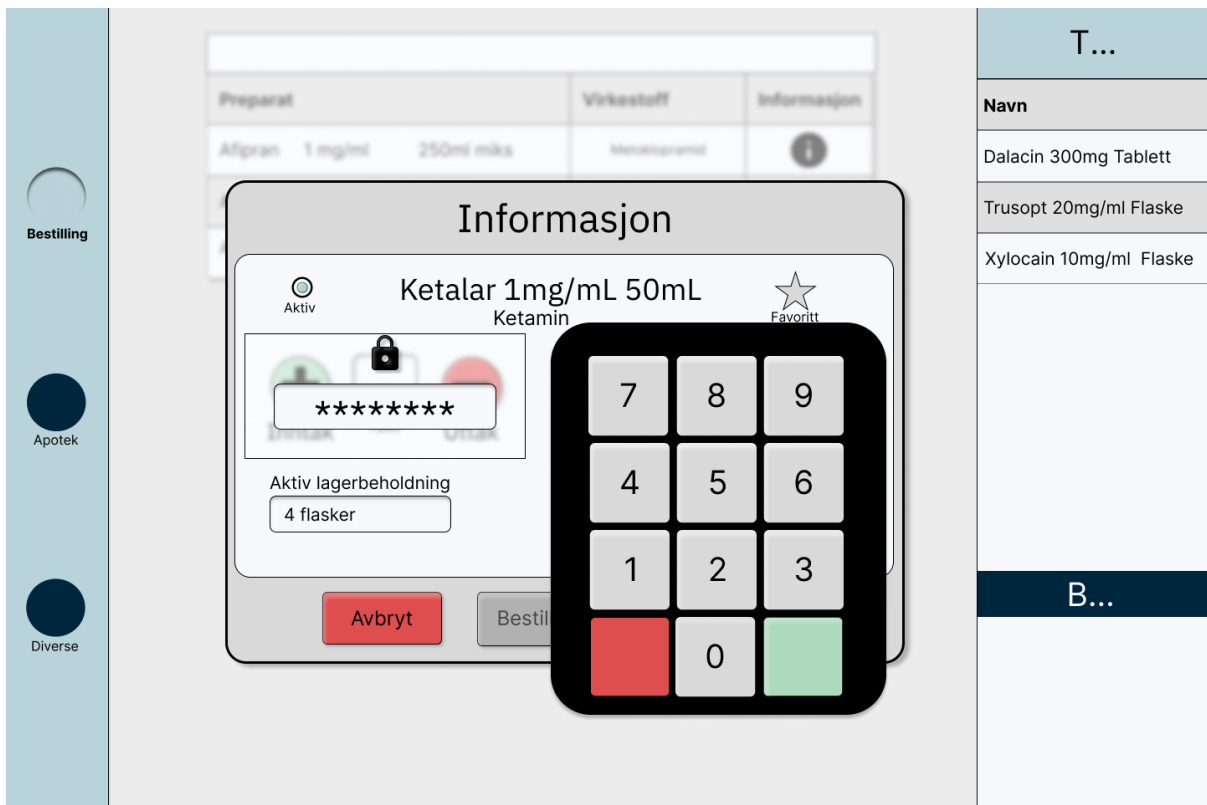 T...
Preparat Virkestoff Informasjon
Navn
Afipran 1 mg/ml 250ml miks Metoklopramid
Dalacin 300mg Tablett
Trusopt 20mg/ml Flaske
Xylocain 10mg/ml Flaske
Bestilling
Apotek
Diverse
Informasjon
Aktiv
Ketalar 1mg/mL 50mL
Ketamin
Favoritt
********
Inntak Uttak
Aktiv lagerbeholdning
4 flasker
Avbryt Bestil
7 8 9
4 5 6
1 2 3
0
B...